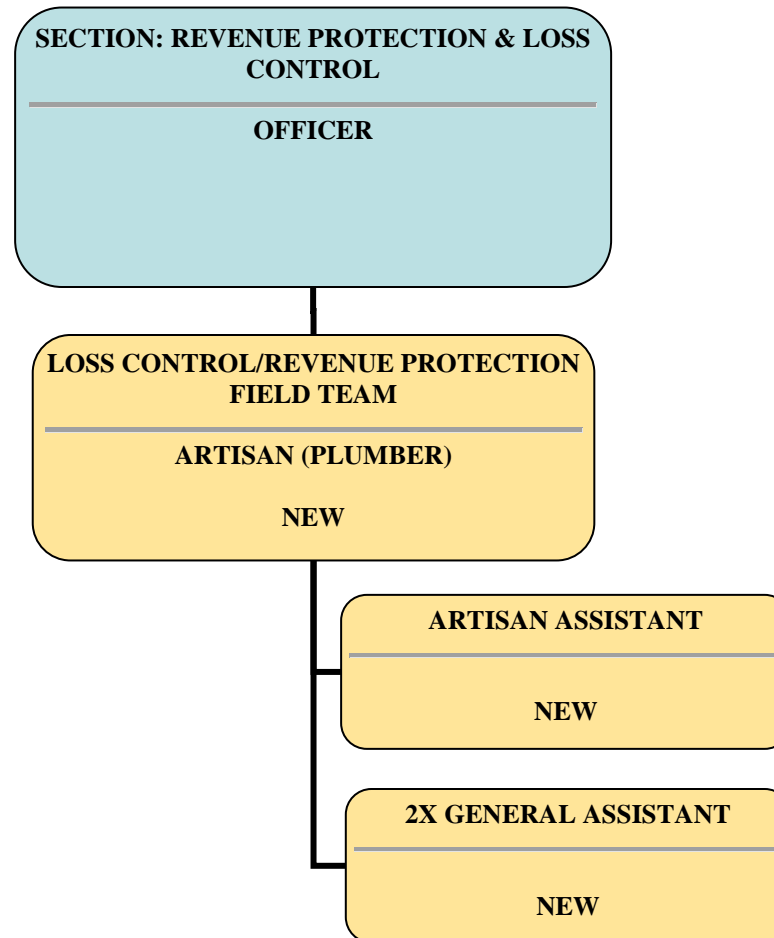 SECTION: REVENUE PROTECTION & LOSS
CONTROL
OFFICER
LOSS CONTROL/REVENUE PROTECTION
FIELD TEAM
ARTISAN (PLUMBER)
NEW
ARTISAN ASSISTANT
NEW
2X GENERAL ASSISTANT
NEW